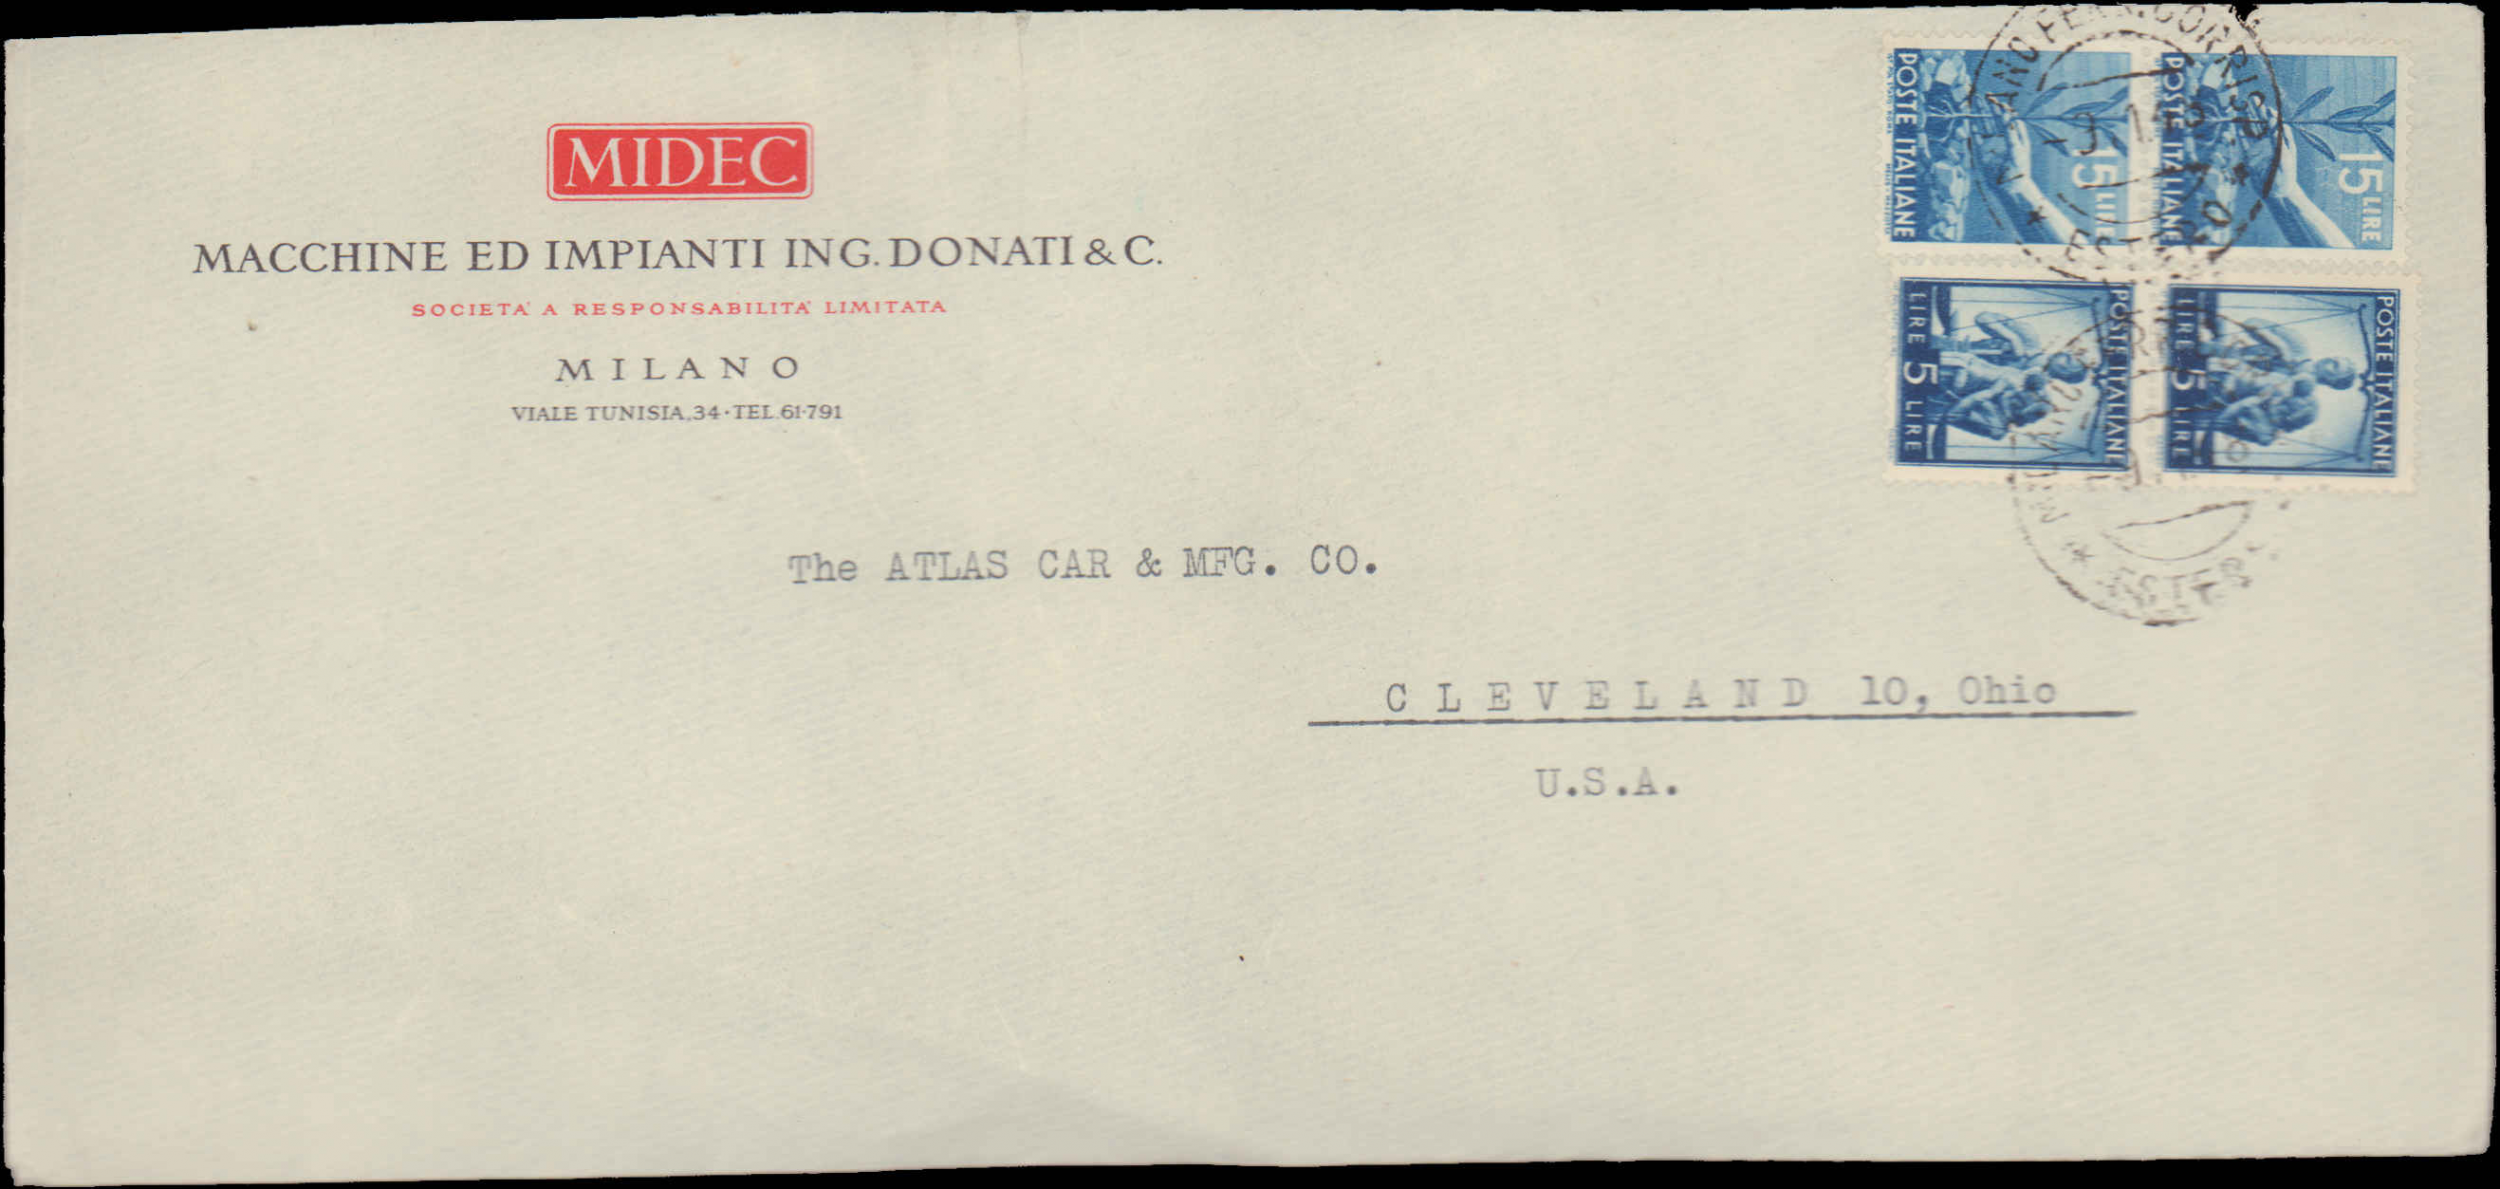 MIDEC
MACCHINE ED IMPIANTI ING. DONATI & C.
SOCIETA' A RESPONSABILITA' LIMITATA
MILANO
VIALE TUNISIA, 34 · TEL. 61-791
POSTE ITALIANE
15 LIRE
POSTE ITALIANE
15 LIRE
LIRE 5 LIRE
POSTE ITALIANE
LIRE 5 LIRE
POSTE ITALIANE
The ATLAS CAR & MFG. CO.
CLEVELAND 10, Ohio
U.S.A.